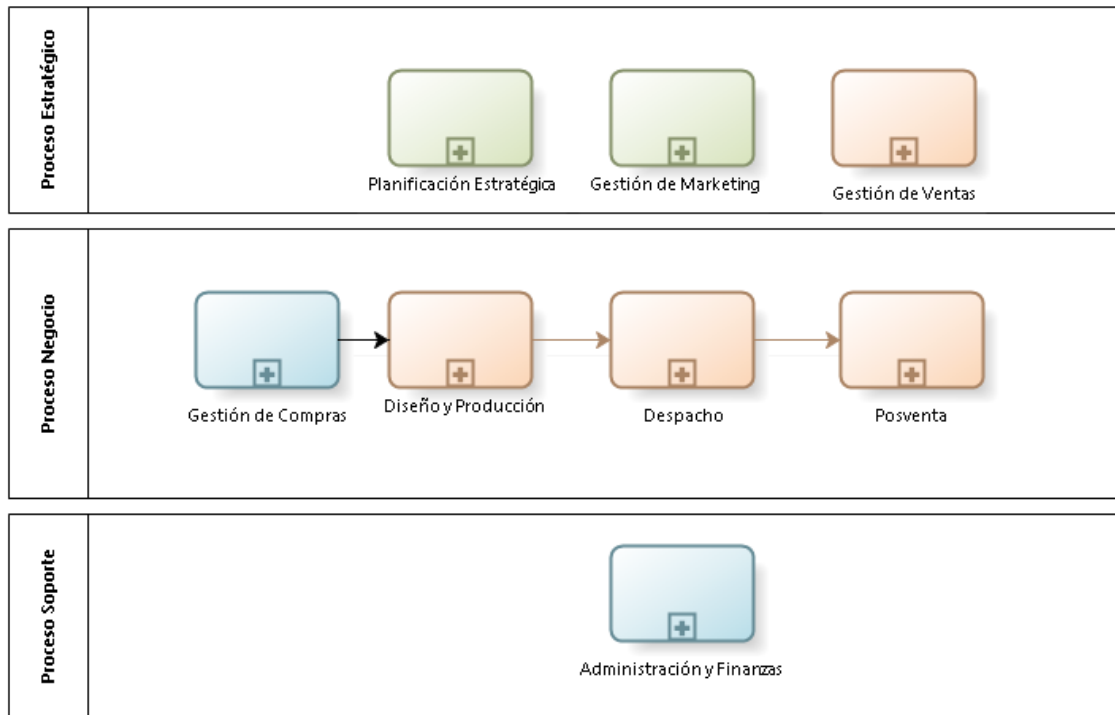 Proceso Estratégico
Planificación Estratégica
Gestión de Marketing
Gestión de Ventas
Proceso Negocio
Gestión de Compras
Diseño y Producción
Despacho
Posventa
Proceso Soporte
Administración y Finanzas